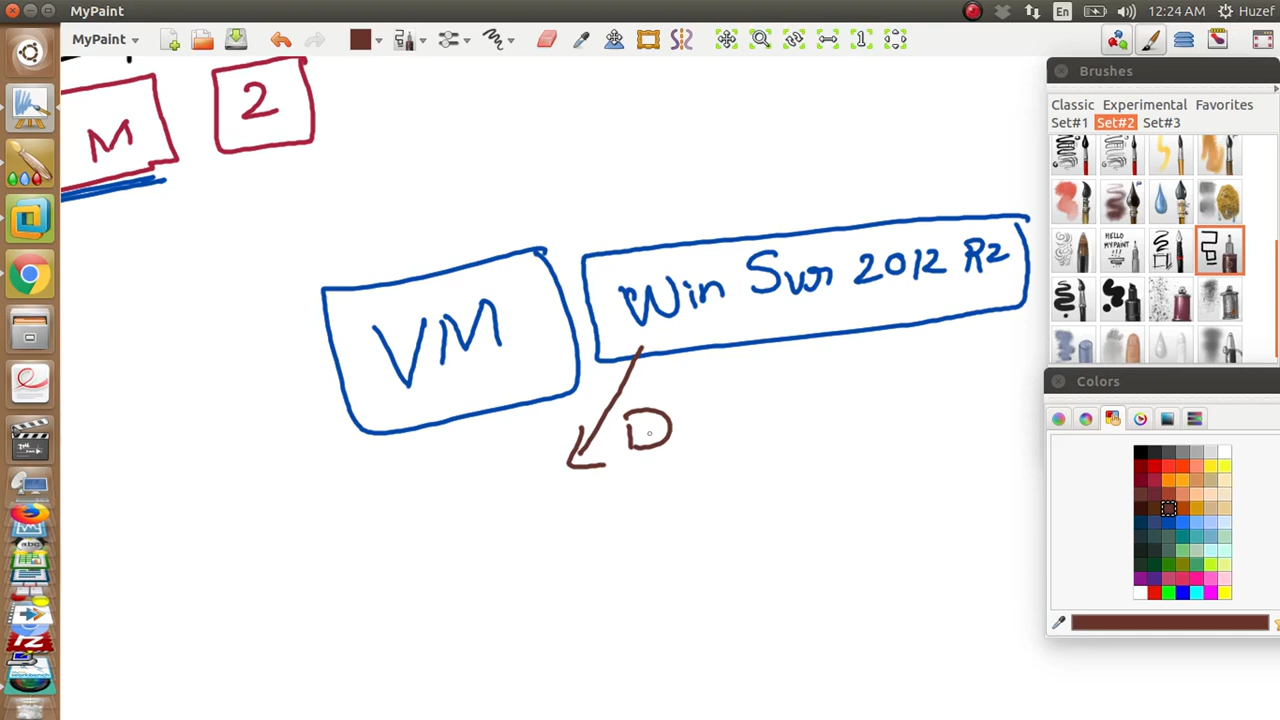 MyPaint
En
12:24 AM
Huzef
MyPaint
Brushes
Classic Experimental Favorites
Set#1 Set#2 Set#3
HELLO
MYPAINT
Colors
M
2
VM
Win Svr 2012 R2
D